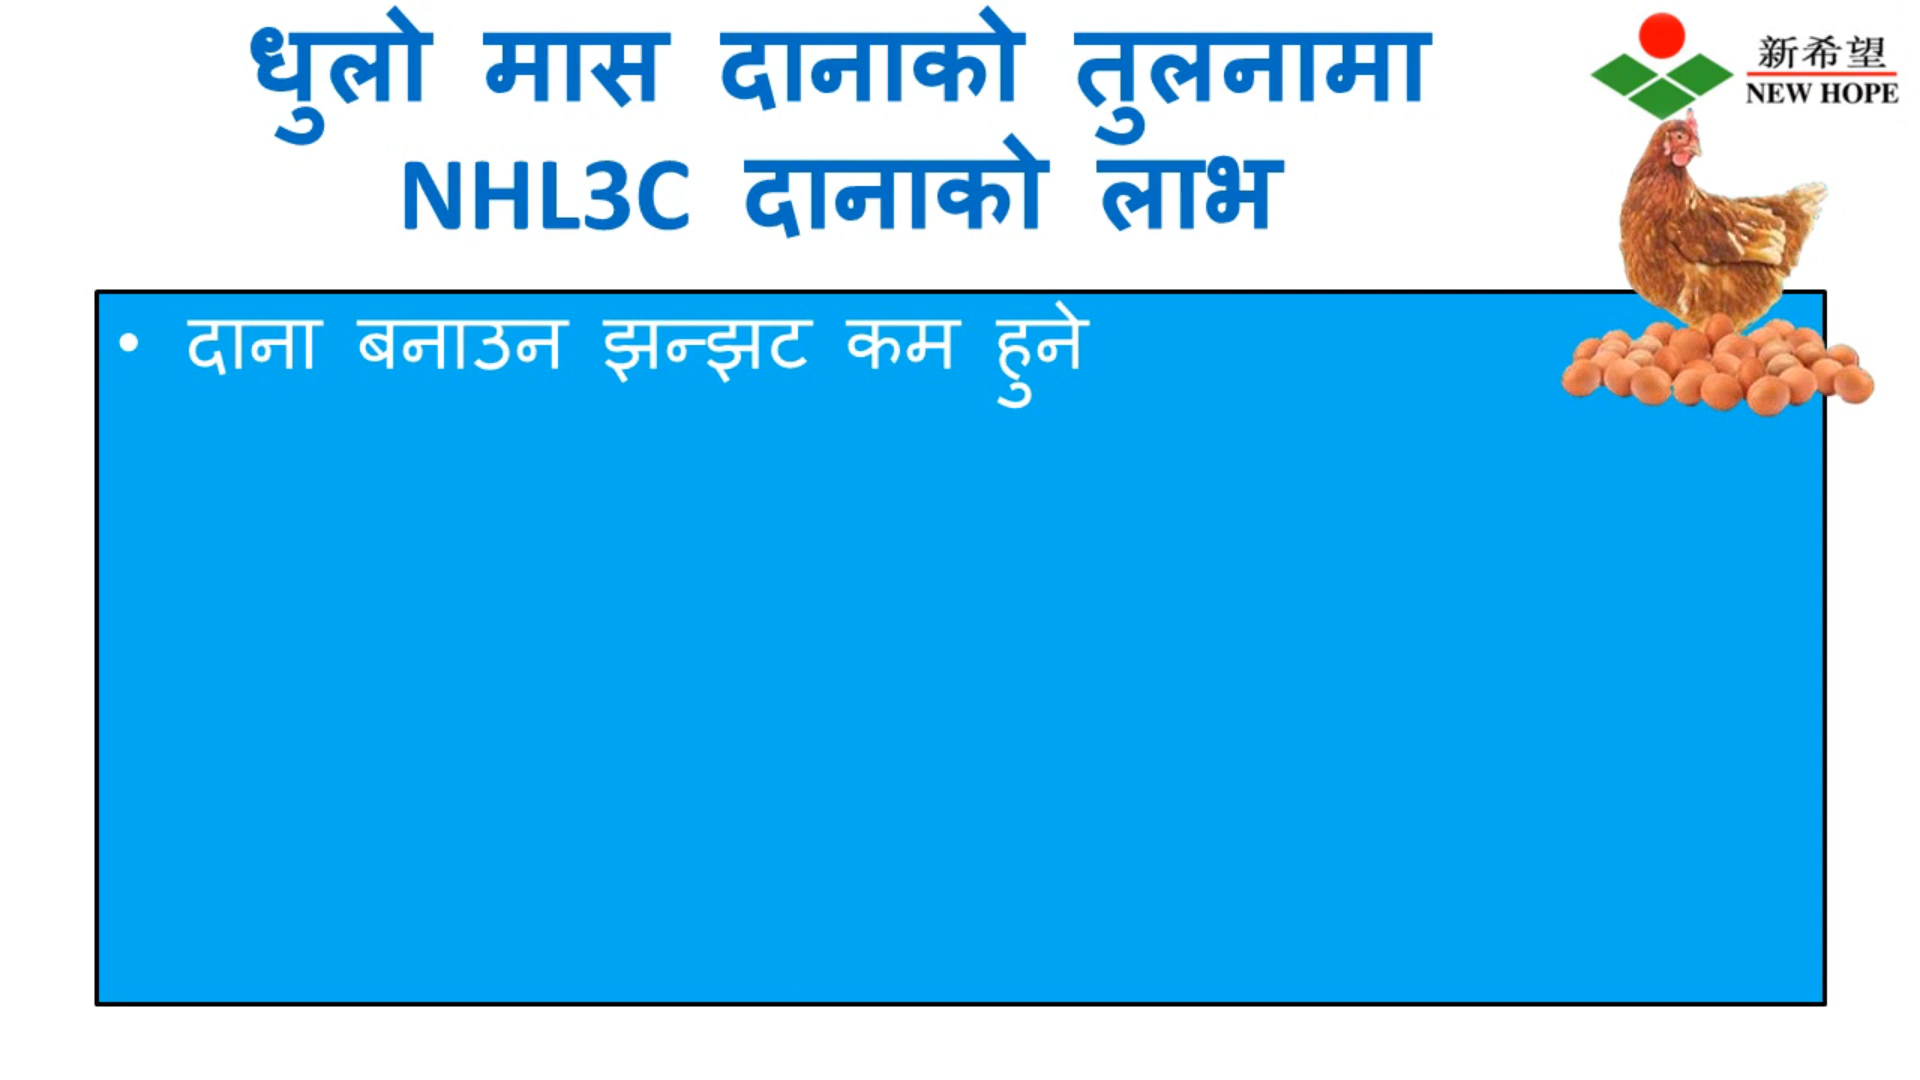 धुलो मास दानाको तुलनामा
NHL3C दानाको लाभ
新希望
NEW HOPE
• दाना बनाउन झन्झट कम हुने